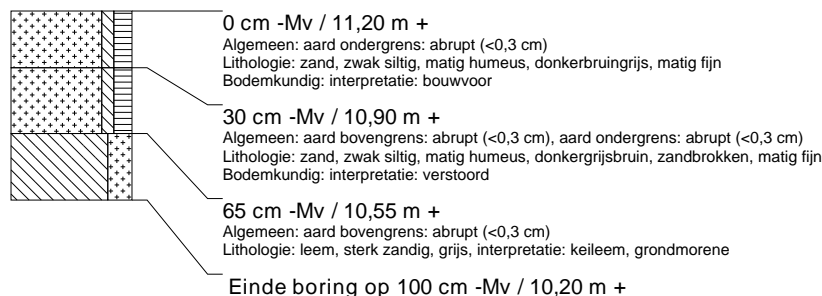 0 cm -Mv / 11,20 m +
Algemeen: aard ondergrens: abrupt (<0,3 cm)
Lithologie: zand, zwak siltig, matig humeus, donkerbruingrijs, matig fijn
Bodemkundig: interpretatie: bouwvoor
30 cm -Mv / 10,90 m +
Algemeen: aard bovengrens: abrupt (<0,3 cm), aard ondergrens: abrupt (<0,3 cm)
Lithologie: zand, zwak siltig, matig humeus, donkergrijsbruin, zandbrokken, matig fijn
Bodemkundig: interpretatie: verstoord
65 cm -Mv / 10,55 m +
Algemeen: aard bovengrens: abrupt (<0,3 cm)
Lithologie: leem, sterk zandig, grijs, interpretatie: keileem, grondmorene
Einde boring op 100 cm -Mv / 10,20 m +